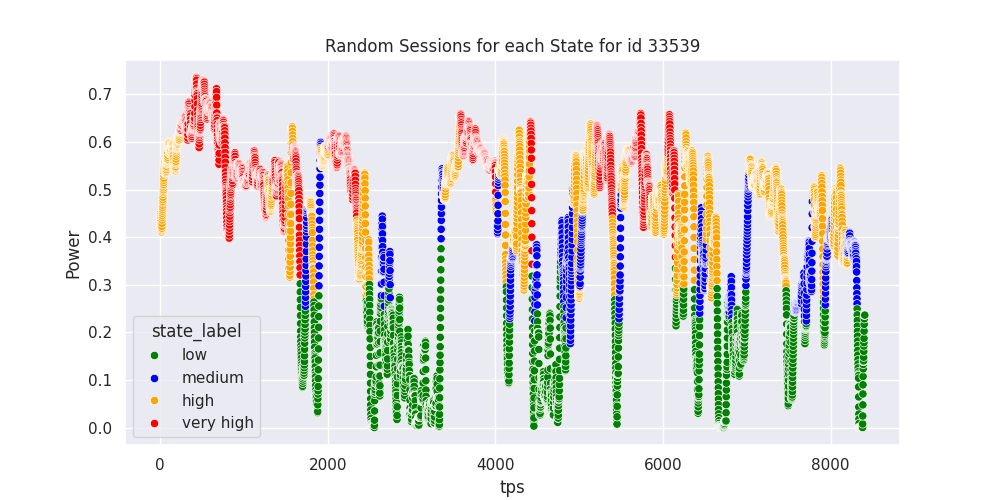 Random Sessions for each State for id 33539
Power
0.7
0.6
0.5
0.4
0.3
0.2
0.1
0.0
state_label
low
medium
high
very high
0 2000 4000 6000 8000
tps